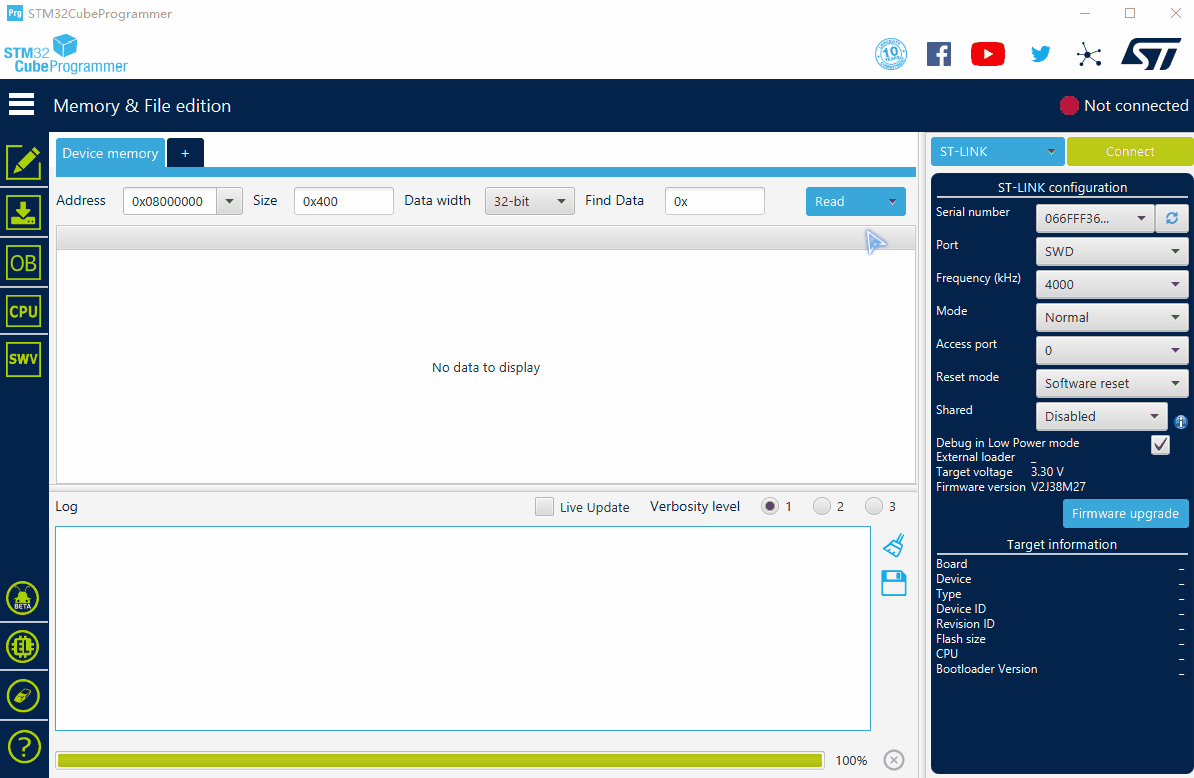 Prg STM32CubeProgrammer
STM32
CubeProgrammer
10
Memory & File edition
Not connected
Device memory
+
ST-LINK
Connect
Address
0x08000000
Size
0x400
Data width
32-bit
Find Data
0x
Read
ST-LINK configuration
Serial number
066FFF36...
Port
SWD
Frequency (kHz)
4000
Mode
Normal
Access port
0
Reset mode
Software reset
Shared
Disabled
Debug in Low Power mode
External loader _
Target voltage 3.30 V
Firmware version V2J38M27
Firmware upgrade
Target information
Board _
Device _
Type _
Device ID _
Revision ID _
Flash size _
CPU _
Bootloader Version _
OB
CPU
SWV
No data to display
Log
Live Update
Verbosity level
1
2
3
BETA
EL
?
100%